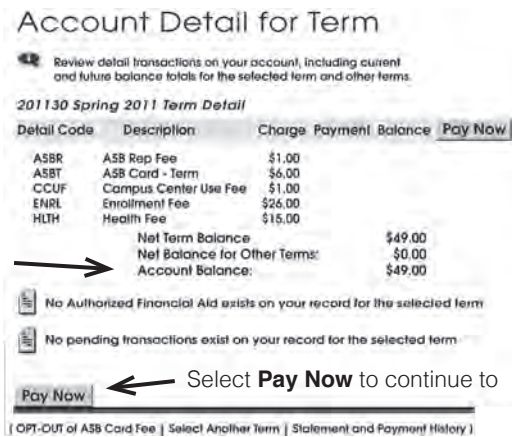 Account Detail for Term
Review detail transactions on your account, including current
and future balance totals for the selected term and other terms.
201130 Spring 2011 Term Detail
Detail Code Description Charge Payment Balance Pay Now
ASBR ASB Rep Fee $1.00
ASBT ASB Card - Term $6.00
CCUF Campus Center Use Fee $1.00
ENRL Enrollment Fee $26.00
HLTH Health Fee $15.00
Net Term Balance $49.00
Net Balance for Other Terms: $0.00
Account Balance: $49.00
No Authorized Financial Aid exists on your record for the selected term
No pending transactions exist on your record for the selected term
Pay Now Select Pay Now to continue to
( OPT-OUT of ASB Card Fee | Select Another Term | Statement and Payment History )